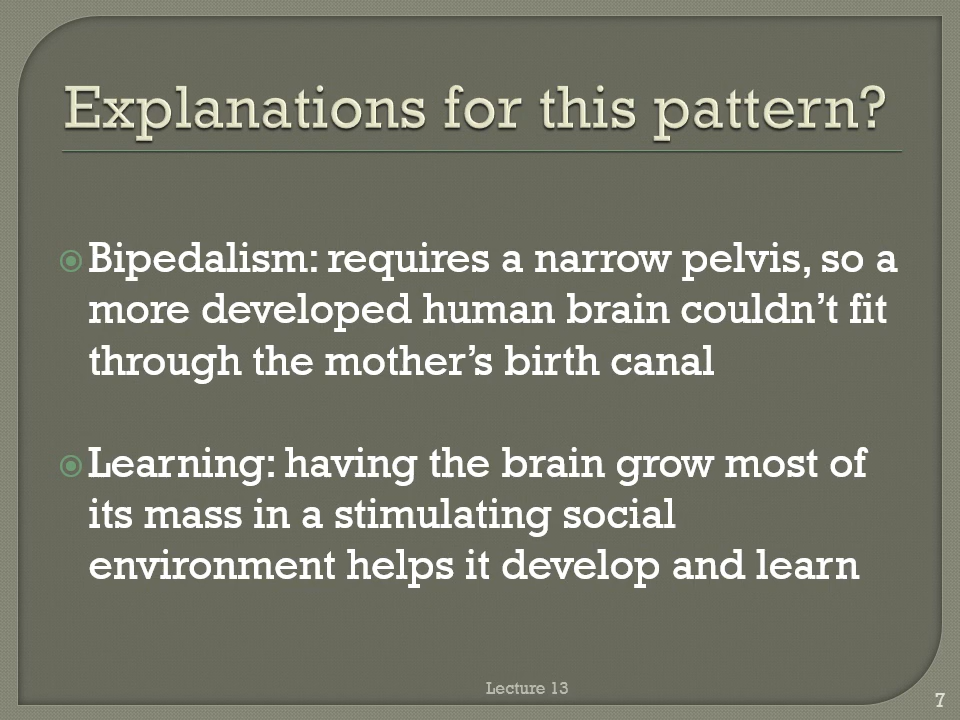 Explanations for this pattern?
Bipedalism: requires a narrow pelvis, so a
more developed human brain couldn’t fit
through the mother’s birth canal
Learning: having the brain grow most of
its mass in a stimulating social
environment helps it develop and learn
Lecture 13
7